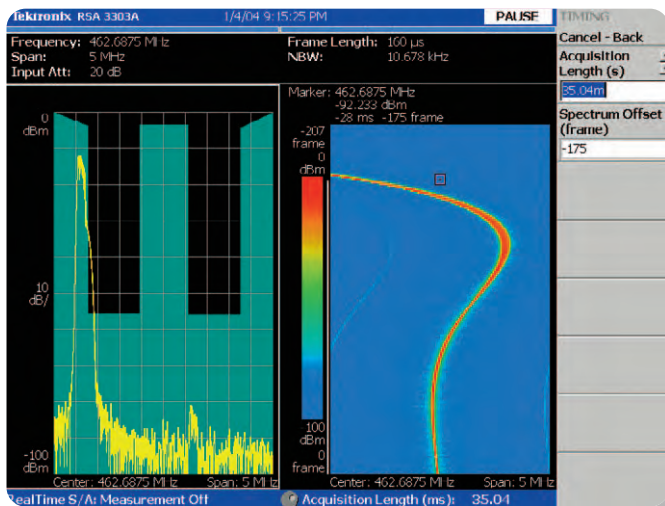 Tektronix RSA 3303A
1/4/04 9:15:25 PM
PAUSE
TIMING
Frequency: 462.6875 MHz
Span: 5 MHz
Input Att: 20 dB
Frame Length: 160 µs
NBW: 10.678 kHz
Cancel - Back
Acquisition
Length (s)
35.04m
Spectrum Offset
(frame)
-175
Marker: 462.6875 MHz
-92.233 dBm
-28 ms -175 frame
0
dBm
10
dB/
-100
dBm
Center: 462.6875 MHz
Span: 5 MHz
-207
frame
0
dBm
-100
dBm
0
frame
Center: 462.6875 MHz
Span: 5 MHz
RealTime S/A: Measurement Off
Acquisition Length (ms): 35.04